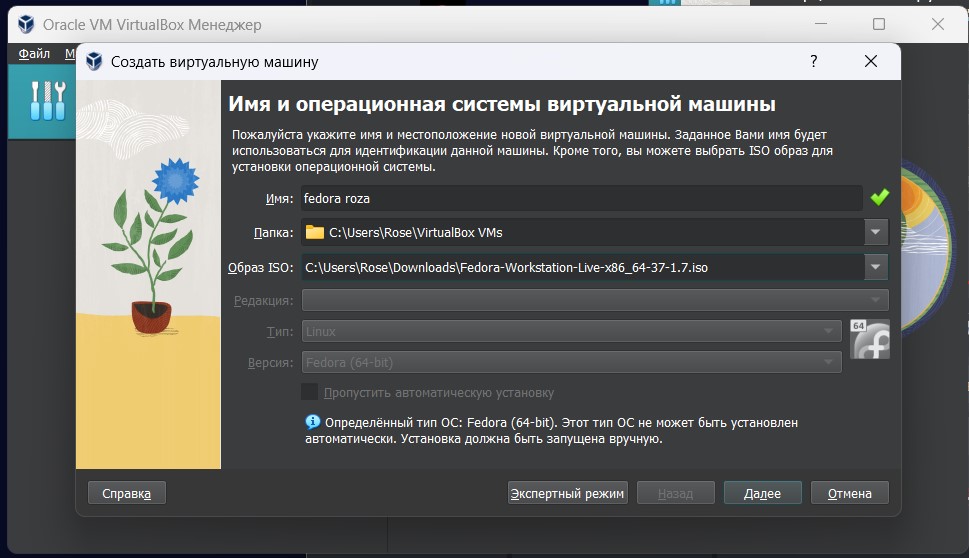 Oracle VM VirtualBox Менеджер
Файл
Создать виртуальную машину
?
Имя и операционная системы виртуальной машины
Пожалуйста укажите имя и местоположение новой виртуальной машины. Заданное Вами имя будет
использоваться для идентификации данной машины. Кроме того, вы можете выбрать ISO образ для
установки операционной системы.
Имя: fedora roza
Папка: C:\Users\Rose\VirtualBox VMs
Образ ISO: C:\Users\Rose\Downloads\Fedora-Workstation-Live-x86_64-37-1.7.iso
Редакция:
Тип: Linux
64
Версия: Fedora (64-bit)
Пропустить автоматическую установку
Определённый тип ОС: Fedora (64-bit). Этот тип ОС не может быть установлен
автоматически. Установка должна быть запущена вручную.
Справка Экспертный режим Назад Далее Отмена